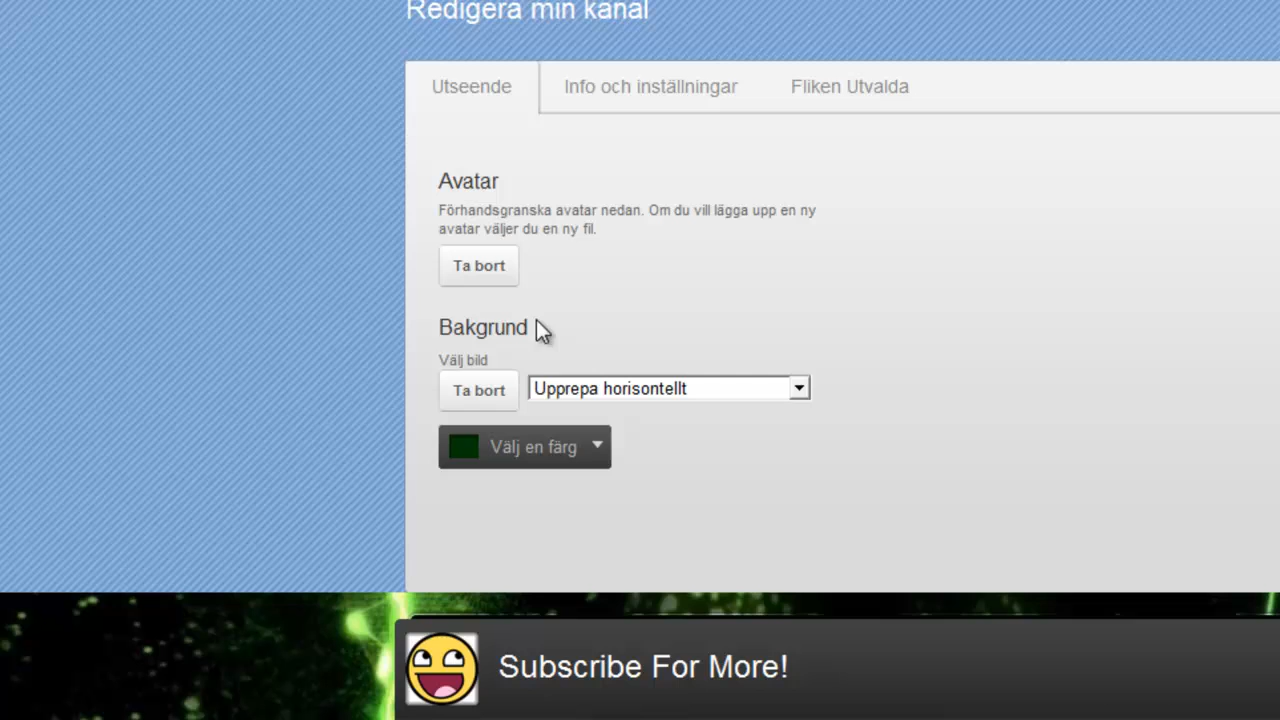 Redigera min kanal
Utseende
Info och inställningar
Fliken Utvalda
Avatar
Förhandsgranska avatar nedan. Om du vill lägga upp en ny
avatar väljer du en ny fil.
Ta bort
Bakgrund
Välj bild
Ta bort
Upprepa horisontellt
Välj en färg
Subscribe For More!